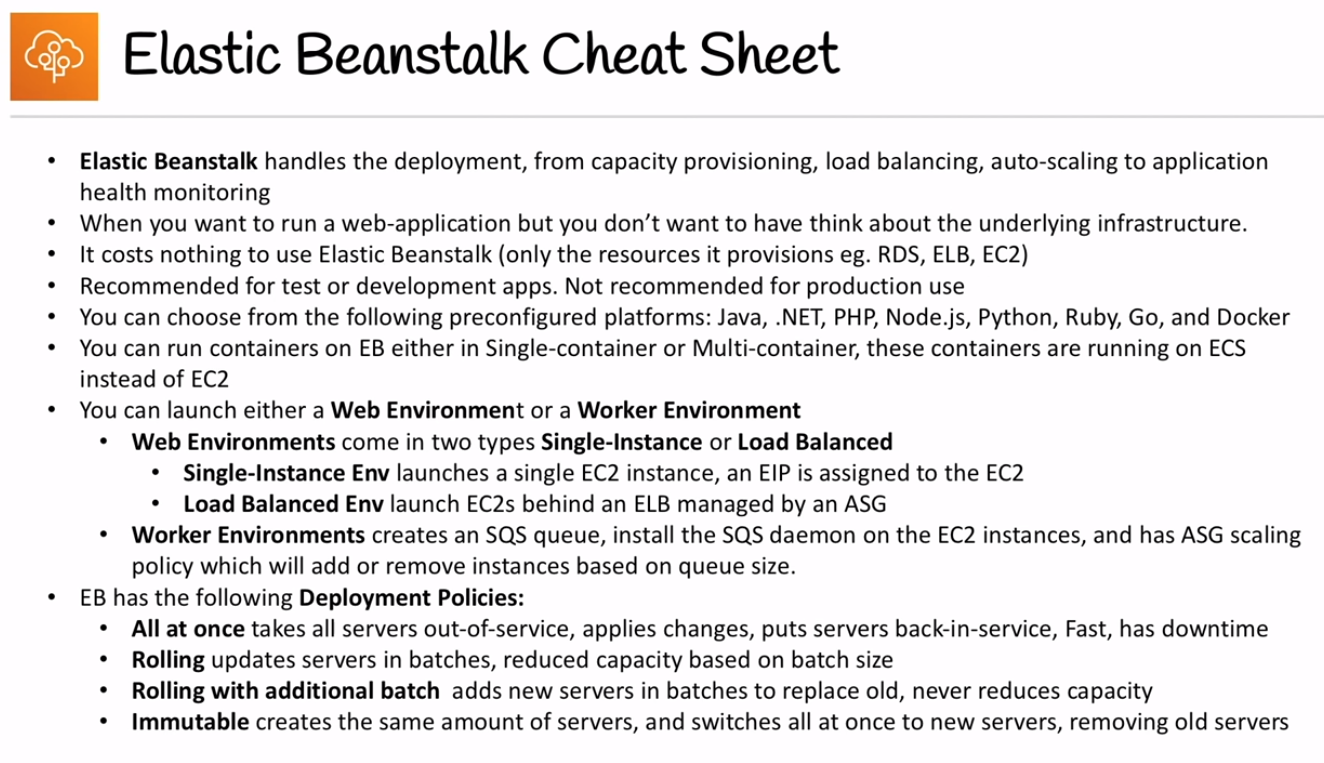 Elastic Beanstalk Cheat Sheet
• Elastic Beanstalk handles the deployment, from capacity provisioning, load balancing, auto-scaling to application
health monitoring
• When you want to run a web-application but you don’t want to have think about the underlying infrastructure.
• It costs nothing to use Elastic Beanstalk (only the resources it provisions eg. RDS, ELB, EC2)
• Recommended for test or development apps. Not recommended for production use
• You can choose from the following preconfigured platforms: Java, .NET, PHP, Node.js, Python, Ruby, Go, and Docker
• You can run containers on EB either in Single-container or Multi-container, these containers are running on ECS
instead of EC2
• You can launch either a Web Environment or a Worker Environment
• Web Environments come in two types Single-Instance or Load Balanced
• Single-Instance Env launches a single EC2 instance, an EIP is assigned to the EC2
• Load Balanced Env launch EC2s behind an ELB managed by an ASG
• Worker Environments creates an SQS queue, install the SQS daemon on the EC2 instances, and has ASG scaling
policy which will add or remove instances based on queue size.
• EB has the following Deployment Policies:
• All at once takes all servers out-of-service, applies changes, puts servers back-in-service, Fast, has downtime
• Rolling updates servers in batches, reduced capacity based on batch size
• Rolling with additional batch adds new servers in batches to replace old, never reduces capacity
• Immutable creates the same amount of servers, and switches all at once to new servers, removing old servers